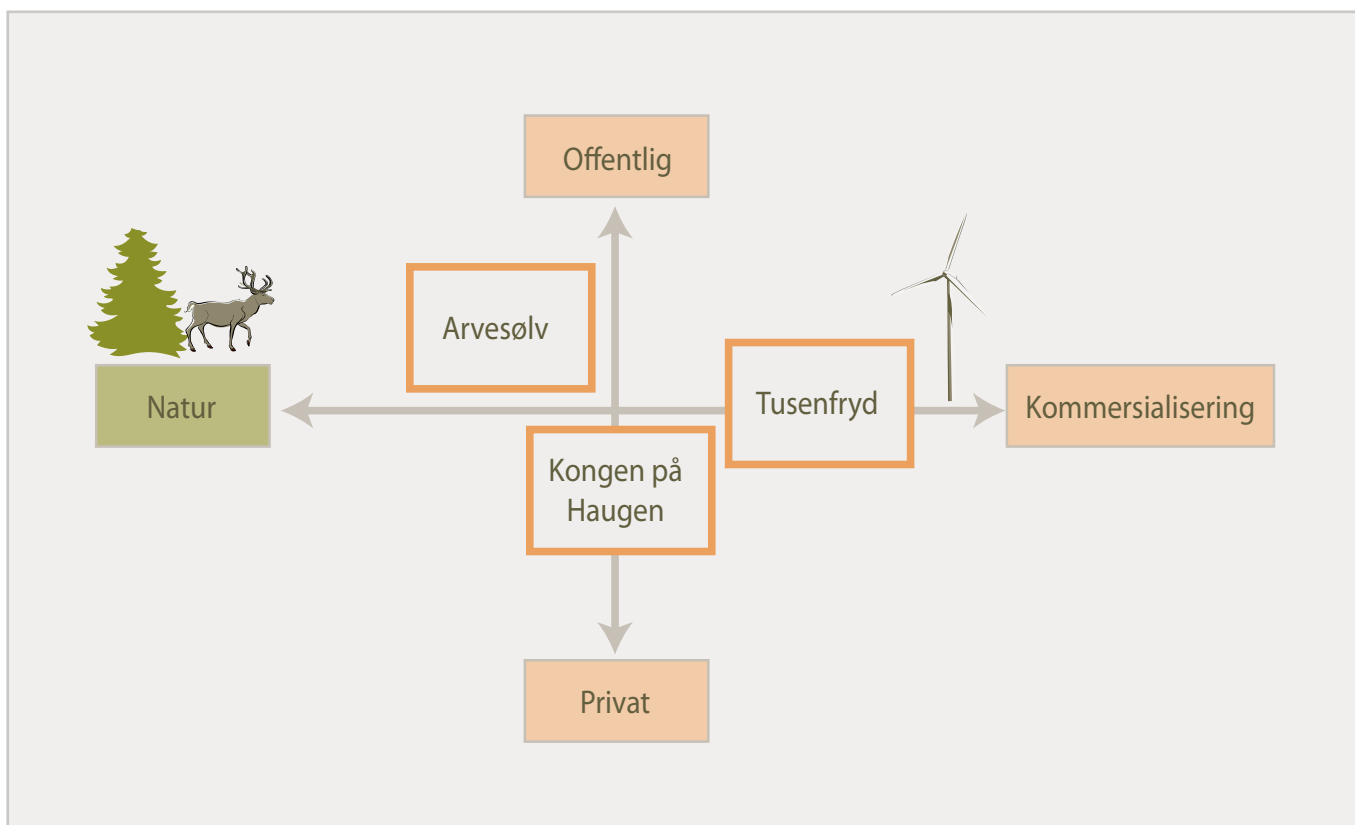 Offentlig
Arvesølv
Natur
Tusenfryd
Kommersialisering
Kongen på
Haugen
Privat